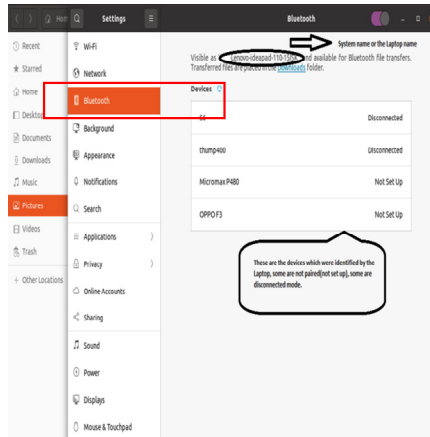 Hom
Settings
Bluetooth
Recent
Starred
Home
Desktop
Documents
Downloads
Music
Pictures
Videos
Trash
+ Other Locations
Wi-Fi
Network
Bluetooth
Background
Appearance
Notifications
Search
Applications
Privacy
Online Accounts
Sharing
Sound
Power
Displays
Mouse & Touchpad
System name or the Laptop name
Visible as Lenovo-ideapad-110-15ISK and available for Bluetooth file transfers.
Transferred files are placed in the Downloads folder.
Devices
Disconnected
thump400 Disconnected
Micromax P480 Not Set Up
OPPO F3 Not Set Up
These are the devices which were identified by the
Laptop, some are not paired(not set up), some are
disconnected mode.